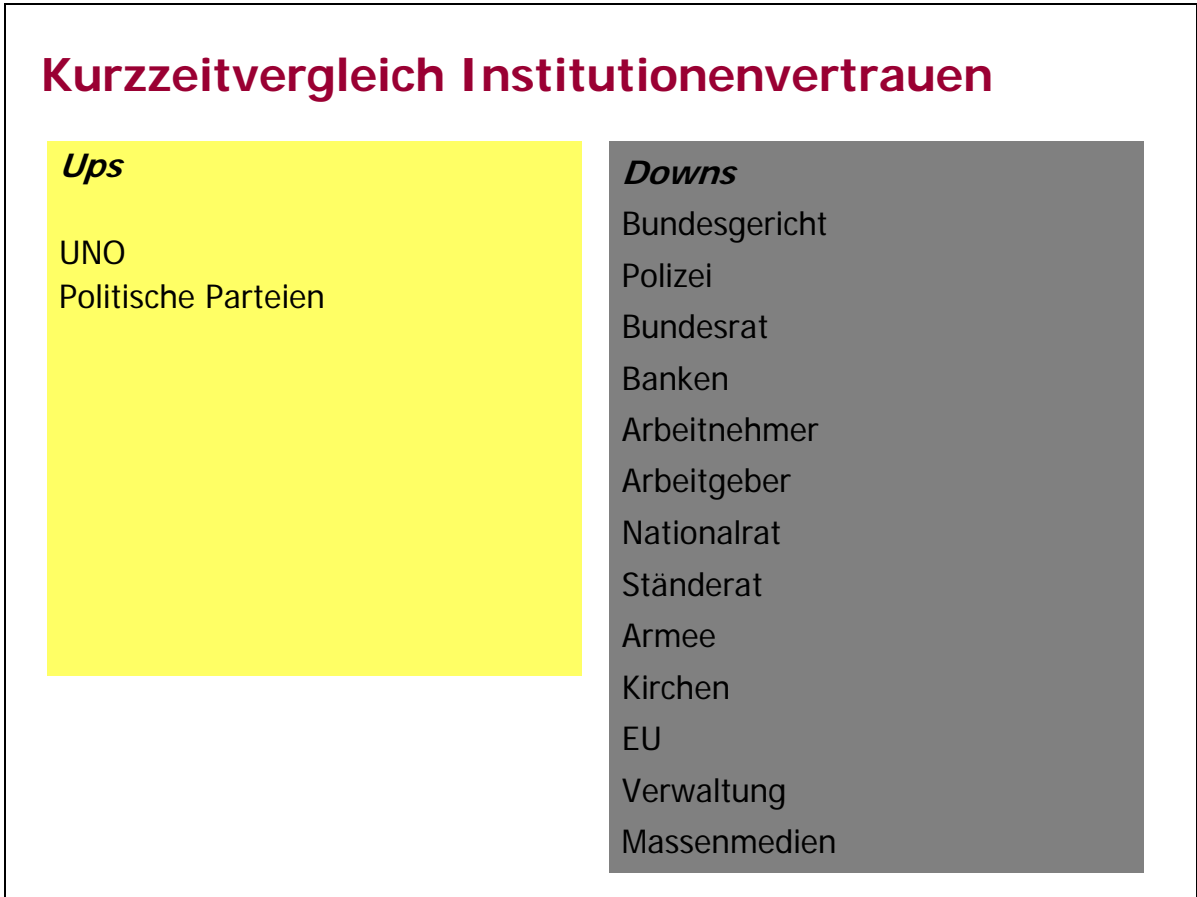 Kurzzeitvergleich Institutionenvertrauen
Ups
UNO
Politische Parteien
Downs
Bundesgericht
Polizei
Bundesrat
Banken
Arbeitnehmer
Arbeitgeber
Nationalrat
Ständerat
Armee
Kirchen
EU
Verwaltung
Massenmedien